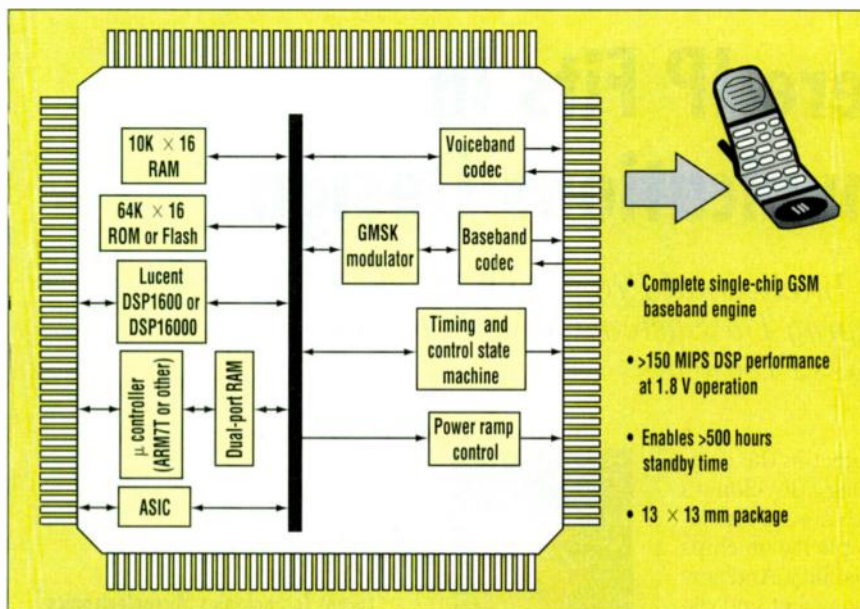 10K × 16
RAM
64K × 16
ROM or Flash
Lucent
DSP1600 or
DSP16000
μ controller
(ARM7T or other)
Dual-port RAM
ASIC
Voiceband
codec
GMSK
modulator
Baseband
codec
Timing and
control state
machine
Power ramp
control
• Complete single-chip GSM
baseband engine
• >150 MIPS DSP performance
at 1.8 V operation
• Enables >500 hours
standby time
• 13 × 13 mm package